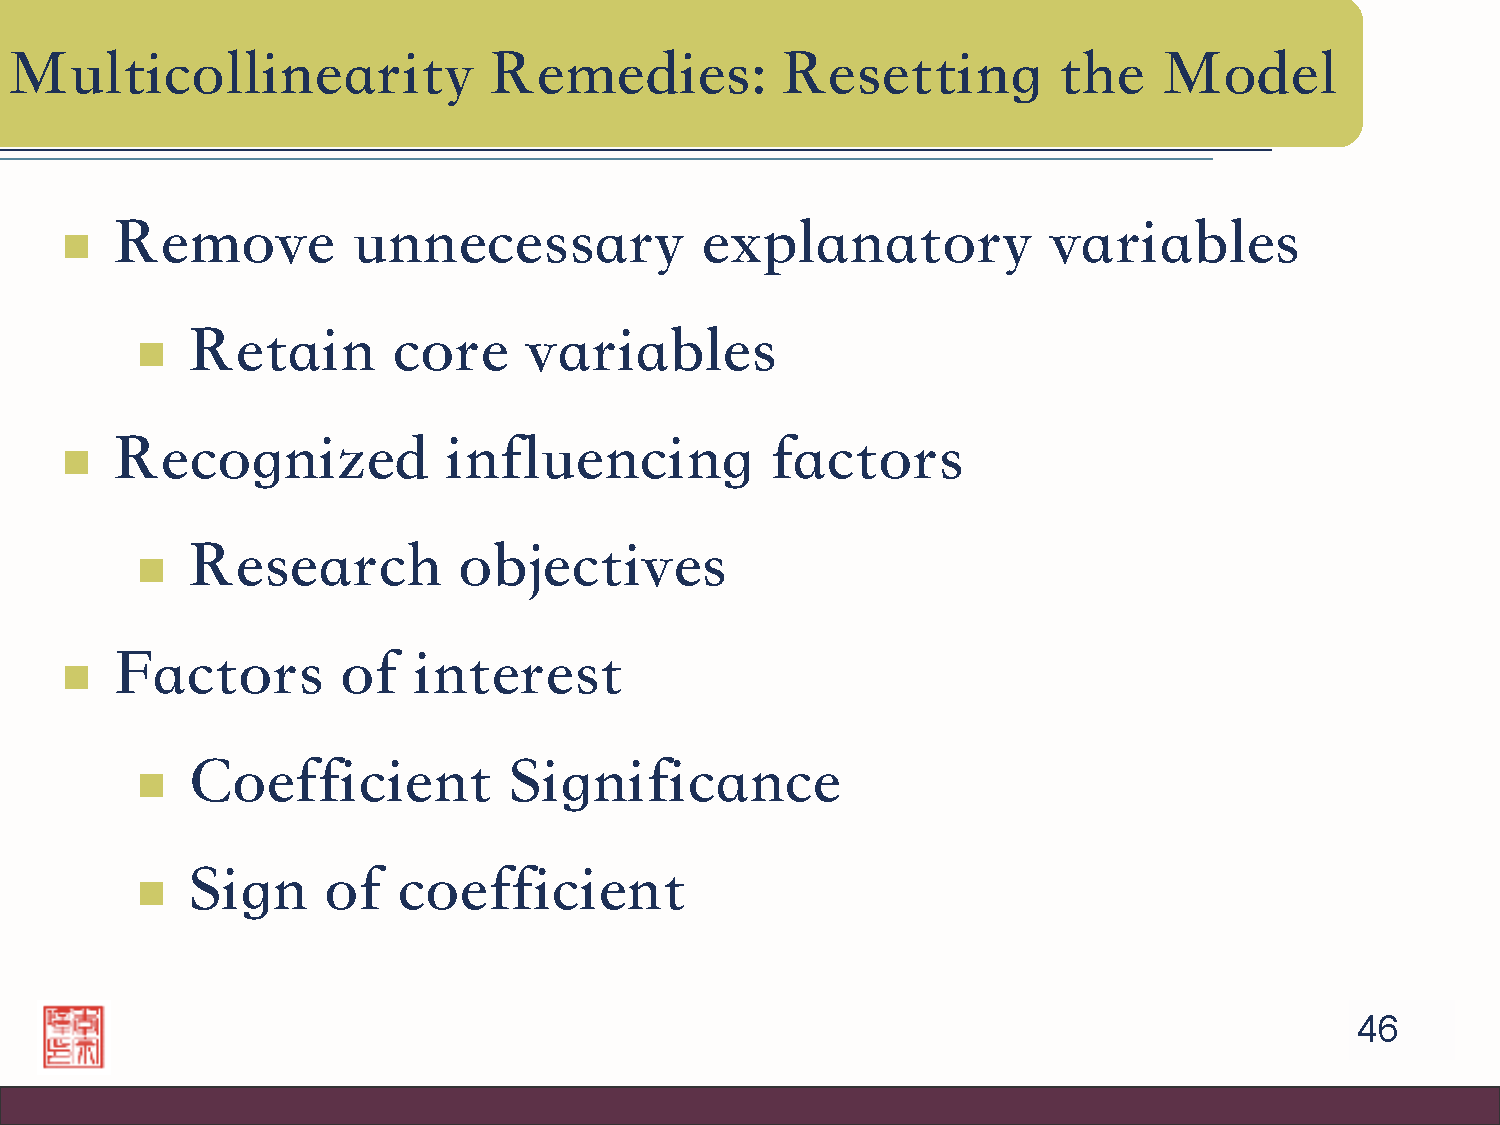 Multicollinearity Remedies: Resetting the Model
Remove unnecessary explanatory variables
Retain core variables
Recognized influencing factors
Research objectives
Factors of interest
Coefficient Significance
Sign of coefficient
46